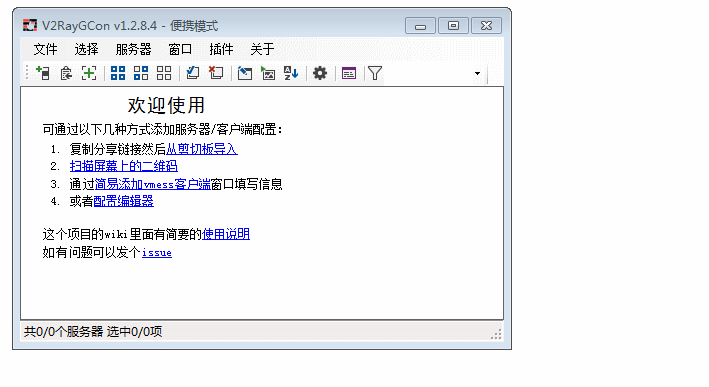 V2RayGCon v1.2.8.4 - 便携模式
文件 选择 服务器 窗口 插件 关于
欢迎使用
可通过以下几种方式添加服务器/客户端配置:
1. 复制分享链接然后从剪切板导入
2. 扫描屏幕上的二维码
3. 通过简易添加vmess客户端窗口填写信息
4. 或者配置编辑器
这个项目的wiki里面有简要的使用说明
如有问题可以发个issue
共0/0个服务器 选中0/0项